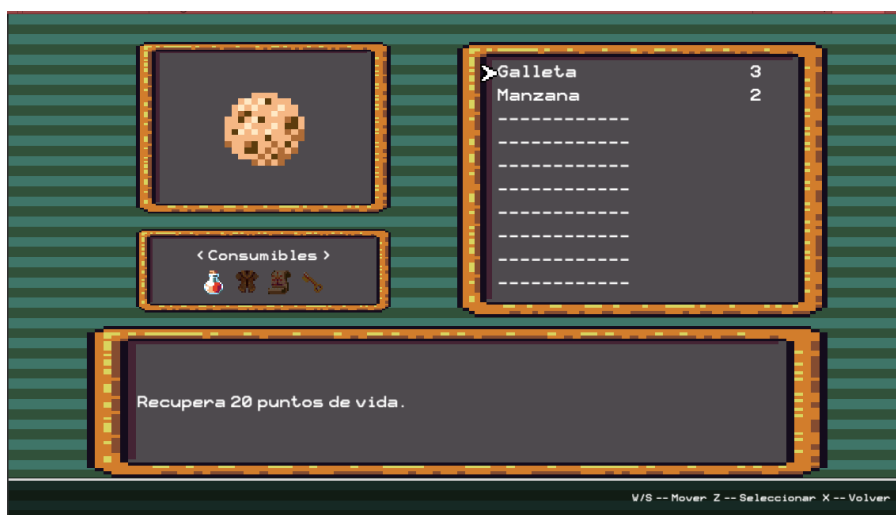 Galleta 3
Manzana 2
------------
------------
------------
------------
------------
------------
------------
------------
<Consumibles>
Recupera 20 puntos de vida.
W/S -- Mover Z -- Seleccionar X -- Volver